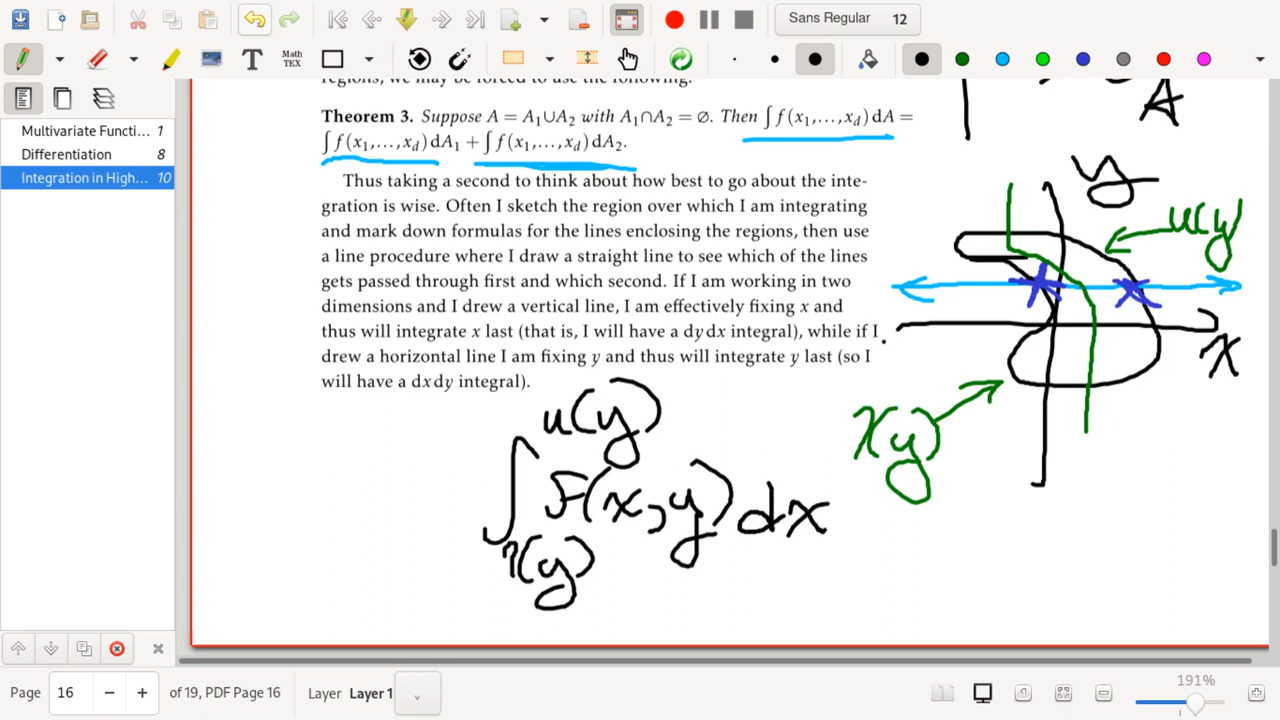 Sans Regular 12
T Math TEX
Multivariate Functi... 1
Differentiation 8
Integration in High... 10
regions, we may be forced to use the following.
Theorem 3. Suppose A = A₁∪A₂ with A₁∩A₂ = ∅. Then ∫ f(x₁,...,x_d) dA =
∫ f(x₁,...,x_d) dA₁ + ∫ f(x₁,...,x_d) dA₂.
Thus taking a second to think about how best to go about the inte-
gration is wise. Often I sketch the region over which I am integrating
and mark down formulas for the lines enclosing the regions, then use
a line procedure where I draw a straight line to see which of the lines
gets passed through first and which second. If I am working in two
dimensions and I drew a vertical line, I am effectively fixing x and
thus will integrate x last (that is, I will have a dy dx integral), while if I
drew a horizontal line I am fixing y and thus will integrate y last (so I
will have a dx dy integral).
A
y
u(y)
x
u(y)
∫ f(x,y) dx
Page 16 of 19, PDF Page 16 Layer Layer 1
191%